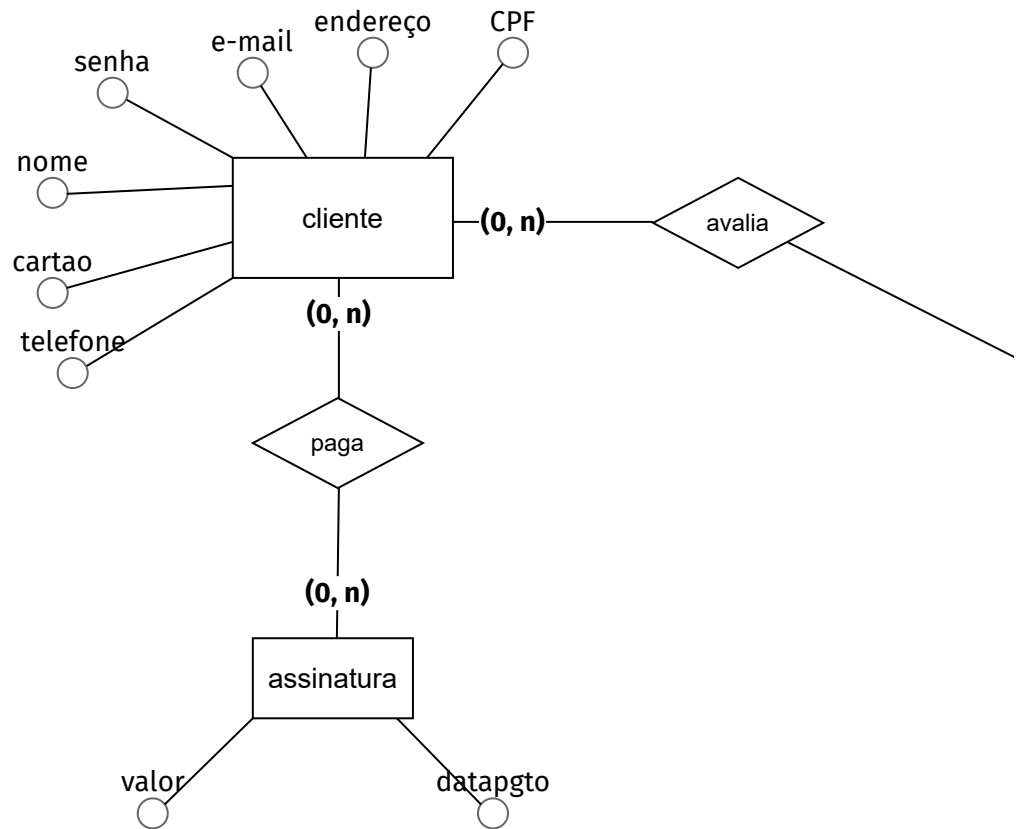 endereço
CPF
e-mail
senha
nome
cliente
(0, n)
avalia
cartao
(0, n)
telefone
paga
(0, n)
assinatura
valor
datapgto